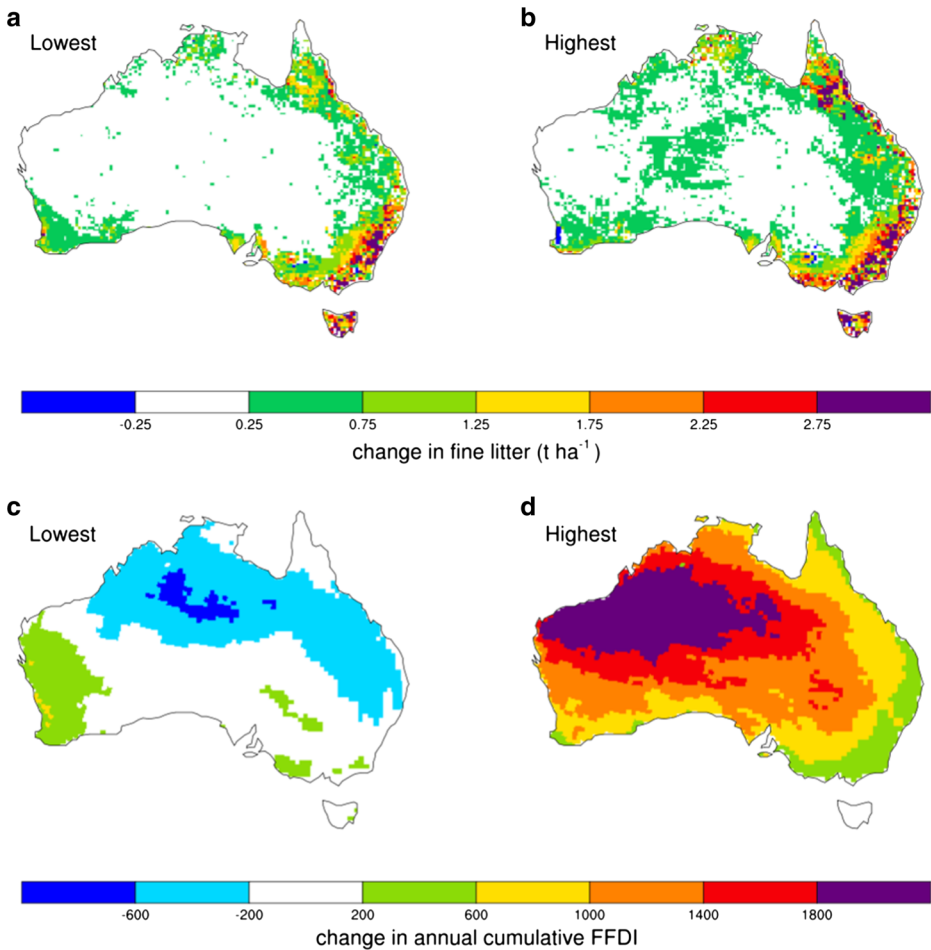 a
Lowest
b
Highest
-0.25 0.25 0.75 1.25 1.75 2.25 2.75
change in fine litter (t ha⁻¹ )
c
Lowest
d
Highest
-600 -200 200 600 1000 1400 1800
change in annual cumulative FFDI